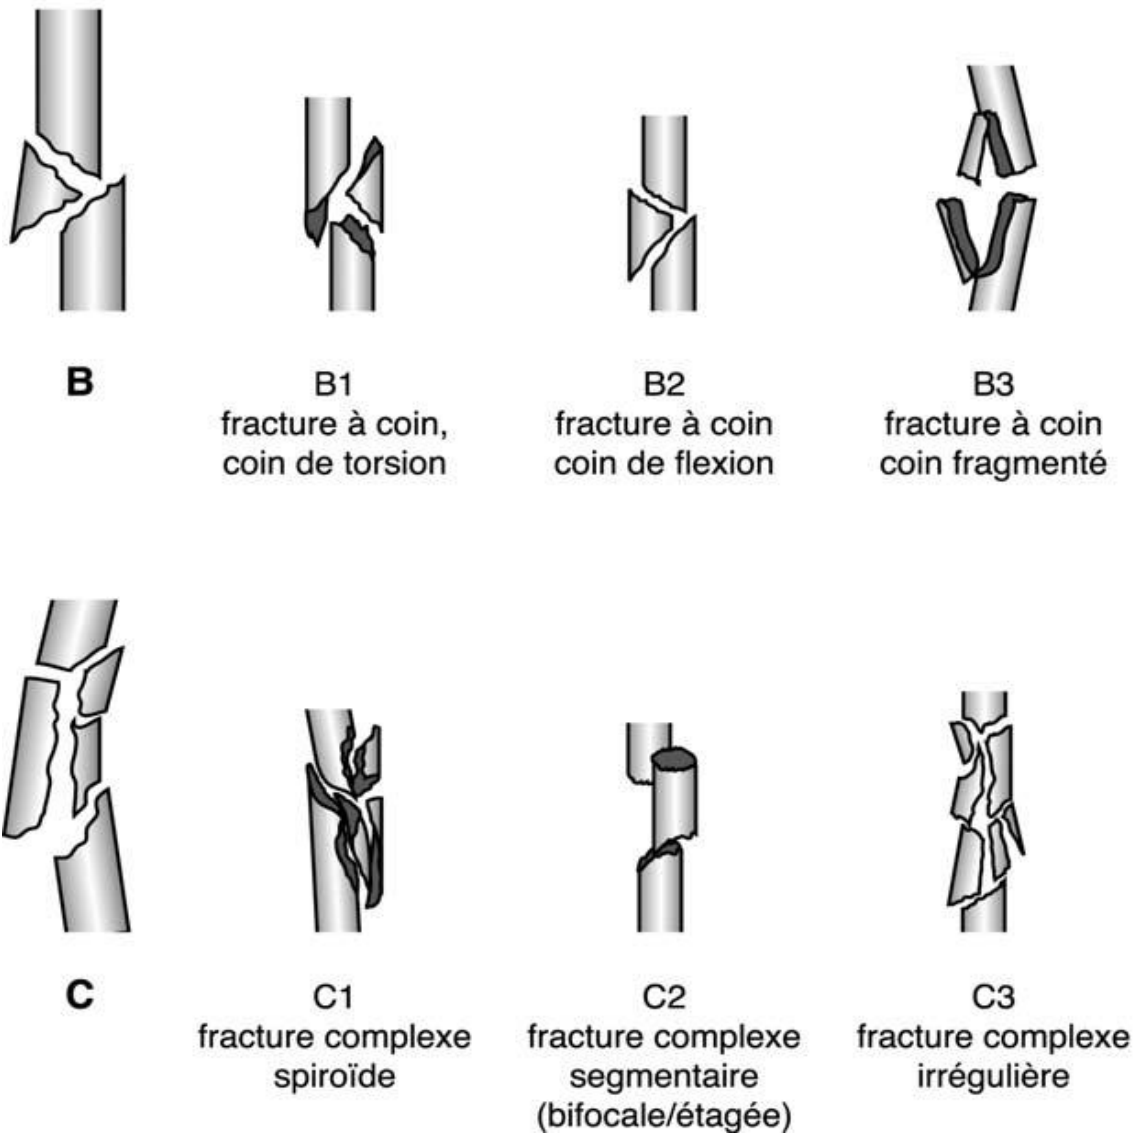 B
B1
fracture à coin,
coin de torsion
B2
fracture à coin
coin de flexion
B3
fracture à coin
coin fragmenté
C
C1
fracture complexe
spiroïde
C2
fracture complexe
segmentaire
(bifocale/étagée)
C3
fracture complexe
irrégulière